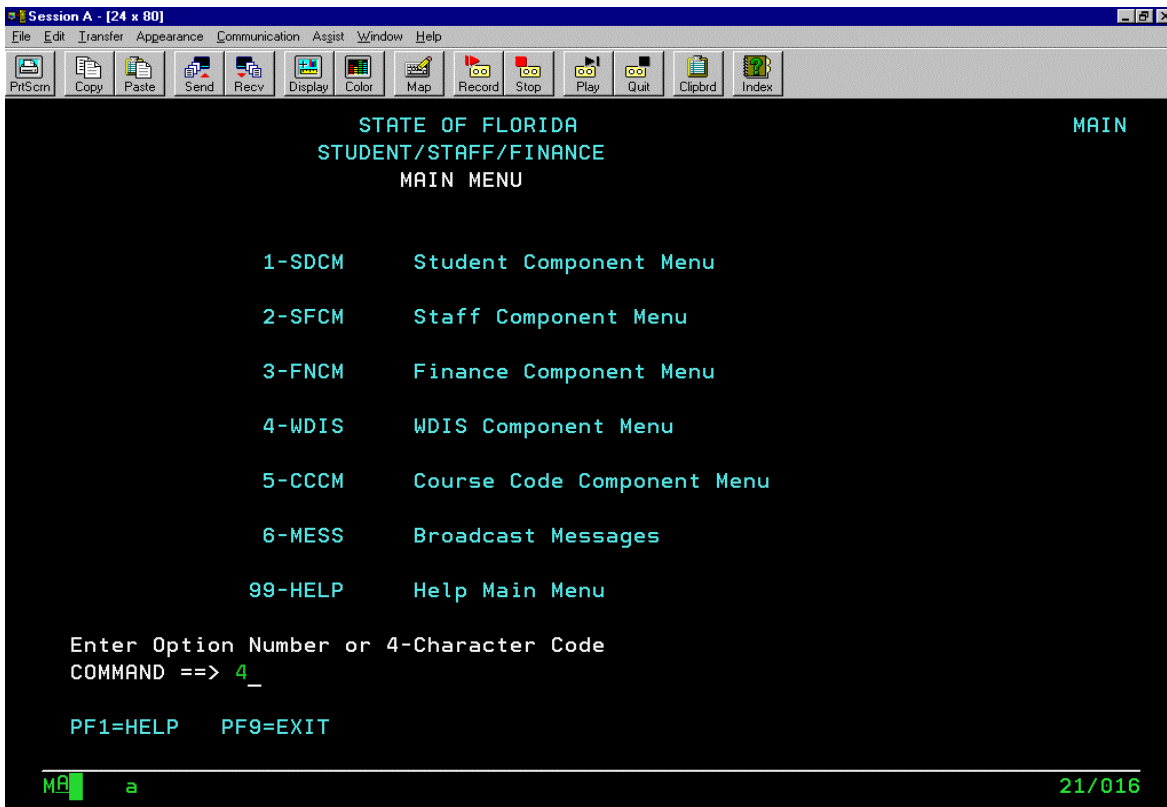 Session A - [24 x 80]
File Edit Transfer Appearance Communication Assist Window Help
PrtScrn Copy Paste Send Recv Display Color Map Record Stop Play Quit Clipbrd Index
STATE OF FLORIDA MAIN
STUDENT/STAFF/FINANCE
MAIN MENU
1-SDCM Student Component Menu
2-SFCM Staff Component Menu
3-FNCM Finance Component Menu
4-WDIS WDIS Component Menu
5-CCCM Course Code Component Menu
6-MESS Broadcast Messages
99-HELP Help Main Menu
Enter Option Number or 4-Character Code
COMMAND ==> 4_
PF1=HELP PF9=EXIT
MA a 21/016